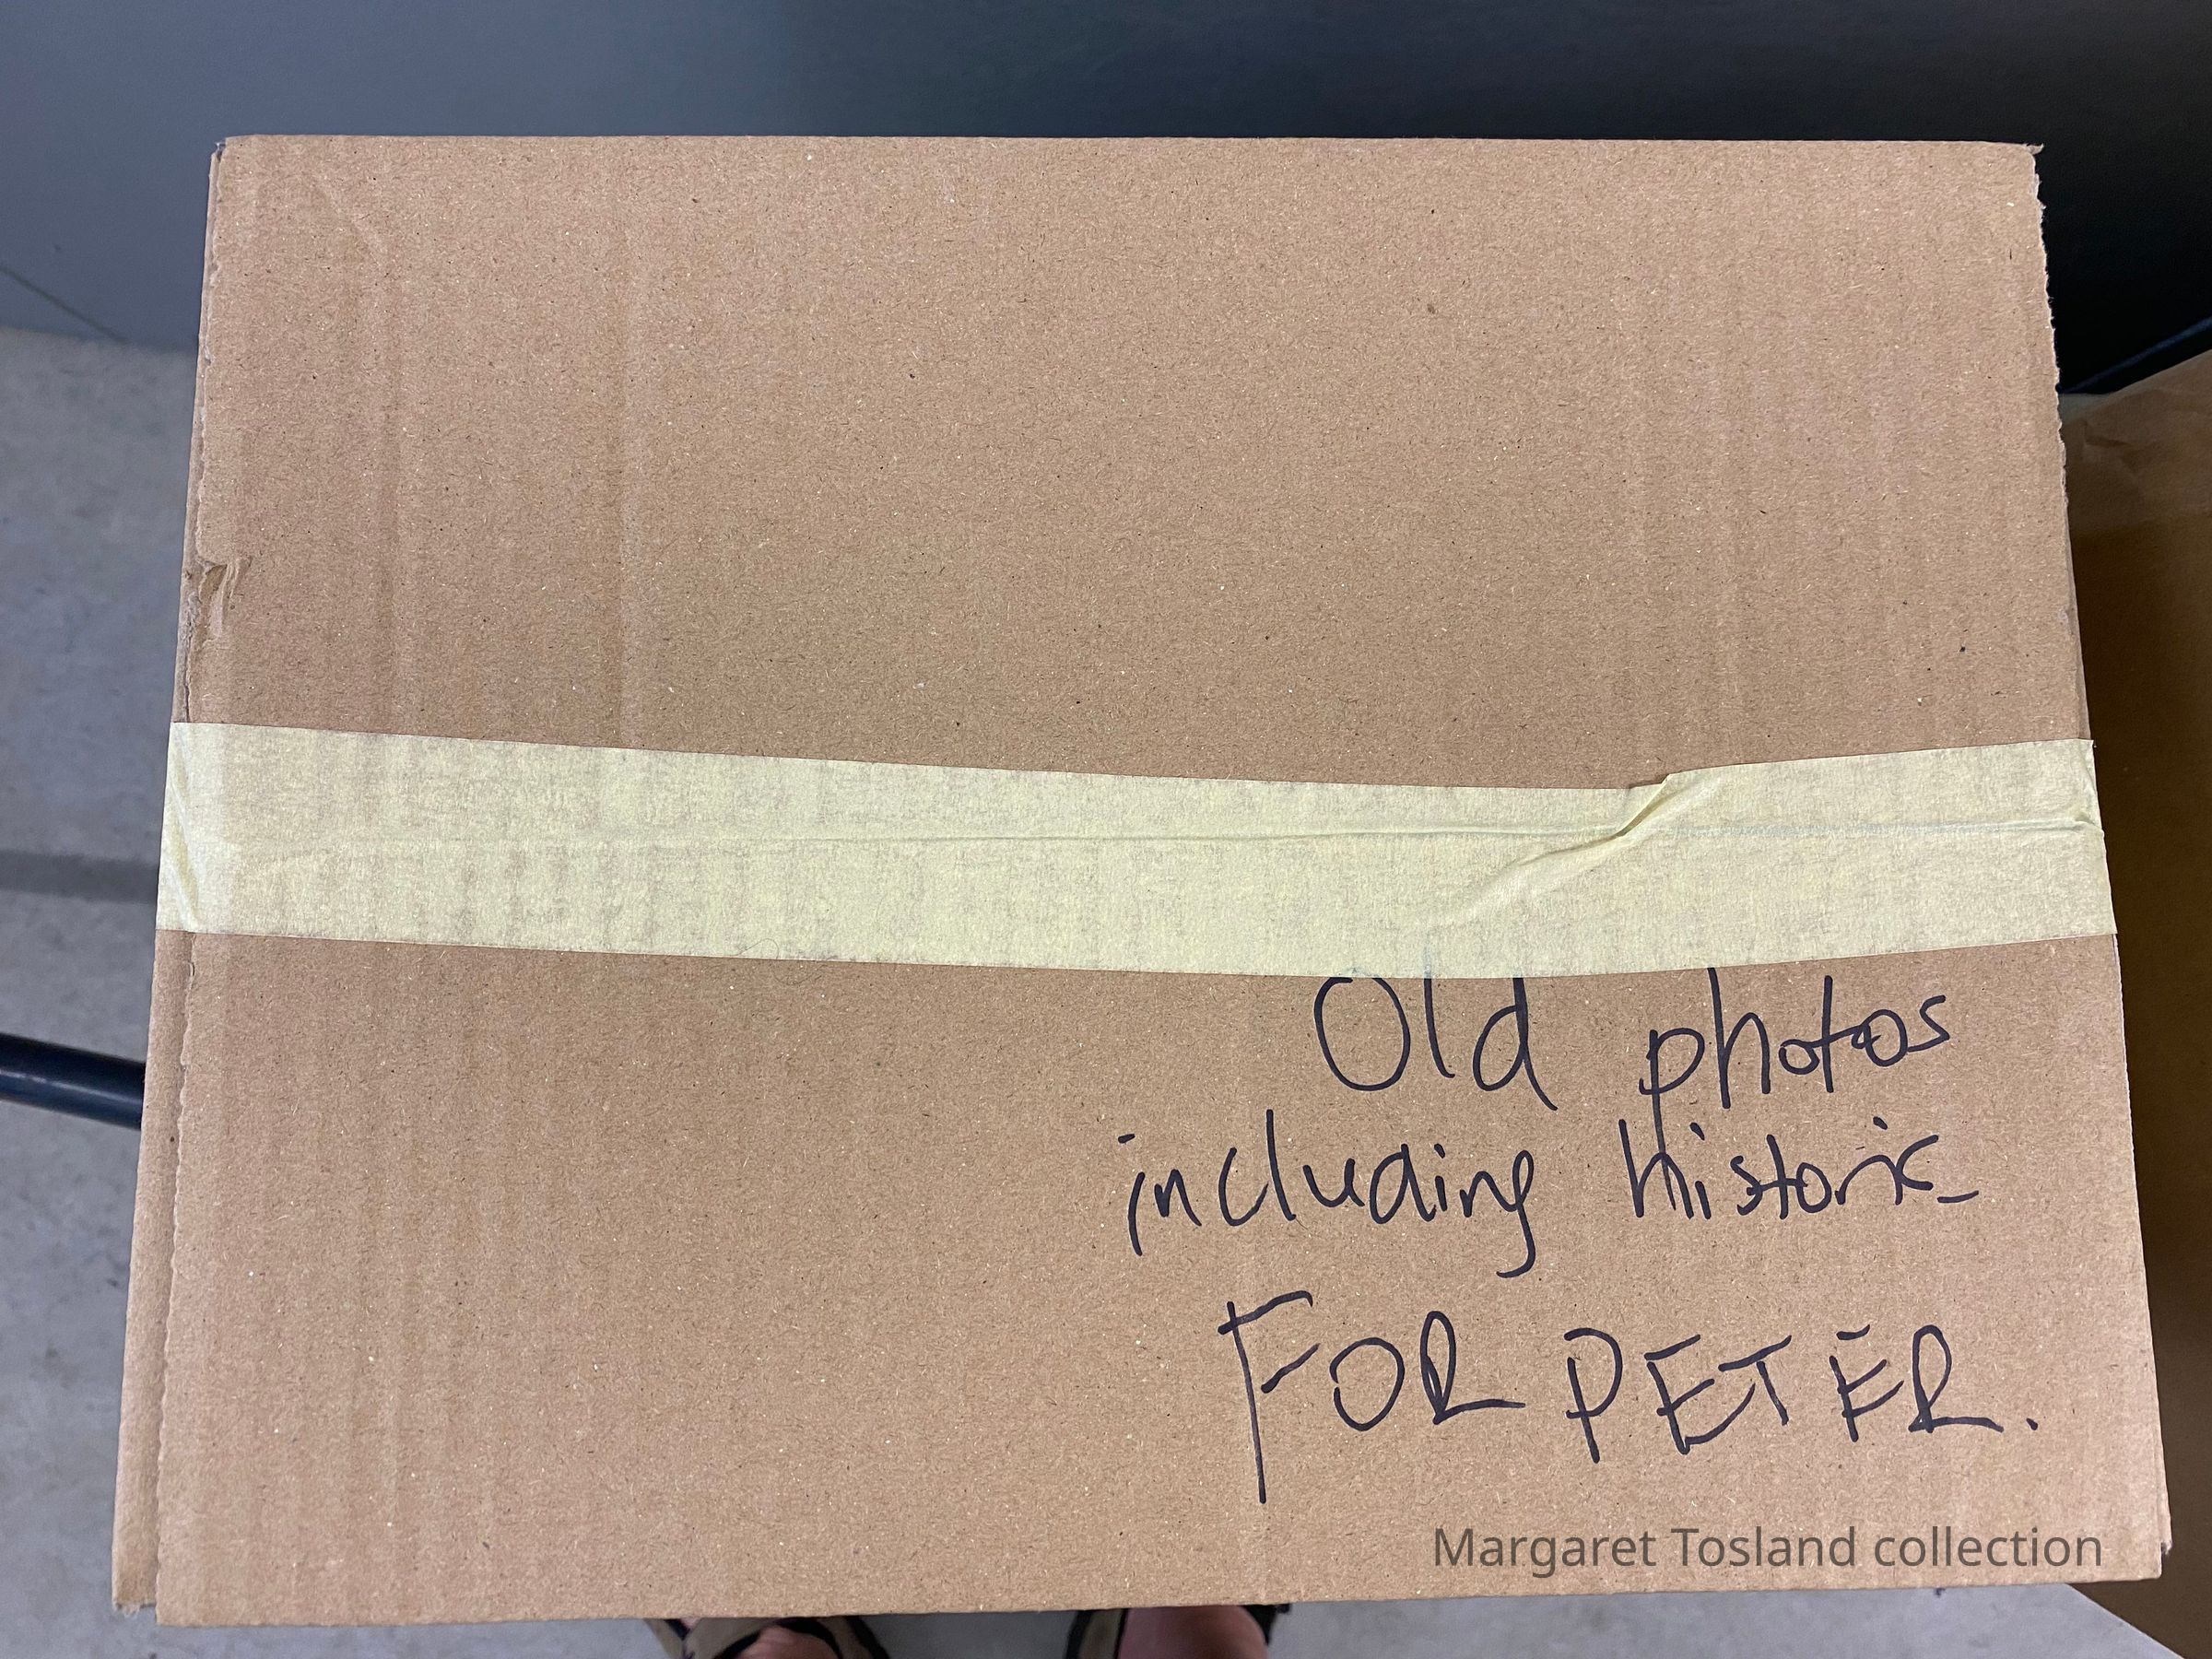 Old photos
including historic
FOR PETER.
Margaret Tosland collection